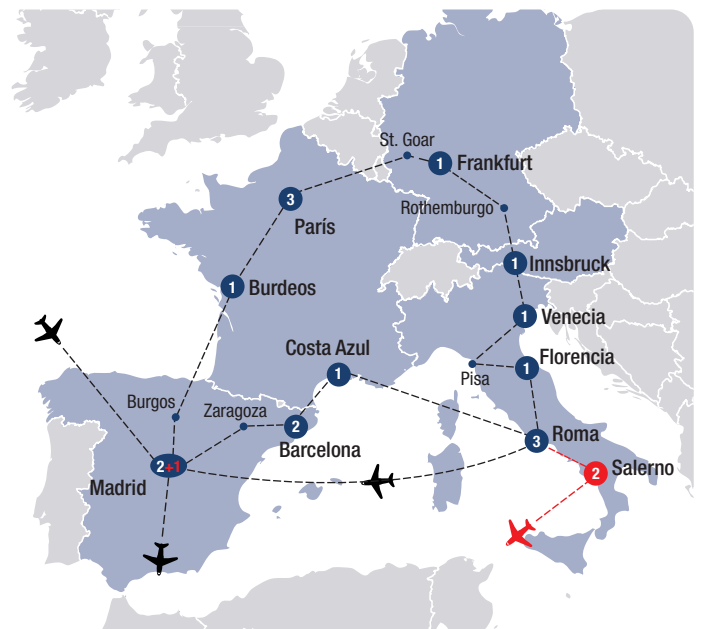 St. Goar
1 Frankfurt
3
París
Rothemburgo
1 Innsbruck
1 Burdeos
1 Venecia
Costa Azul
1
Florencia
1
Pisa
Burgos
Zaragoza
2
Barcelona
3 Roma
2+1
Madrid
2 Salerno